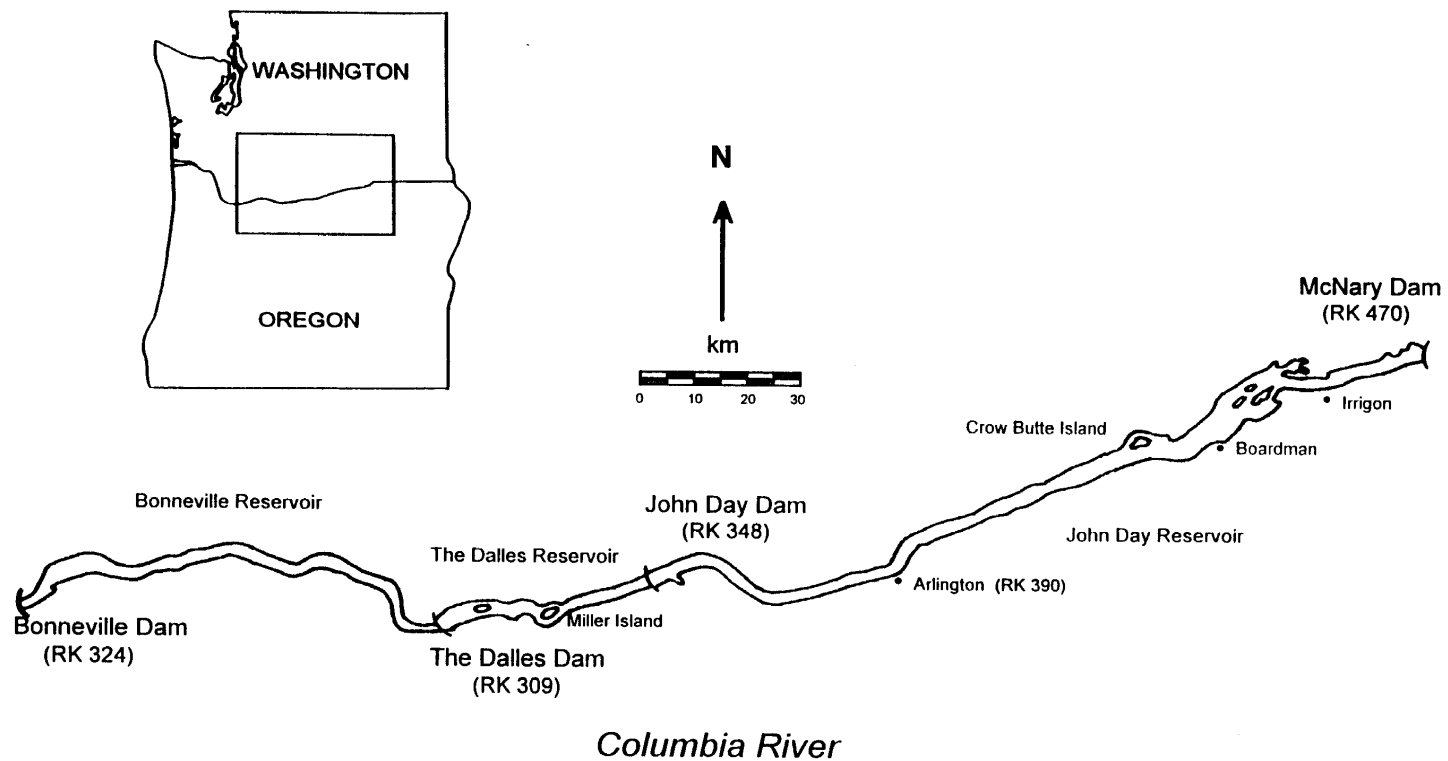 WASHINGTON
OREGON
N
km
0 10 20 30
McNary Dam
(RK 470)
Irrigon
Crow Butte Island
Boardman
Bonneville Reservoir
John Day Dam
(RK 348)
The Dalles Reservoir
John Day Reservoir
Arlington (RK 390)
Miller Island
Bonneville Dam
(RK 324)
The Dalles Dam
(RK 309)
Columbia River